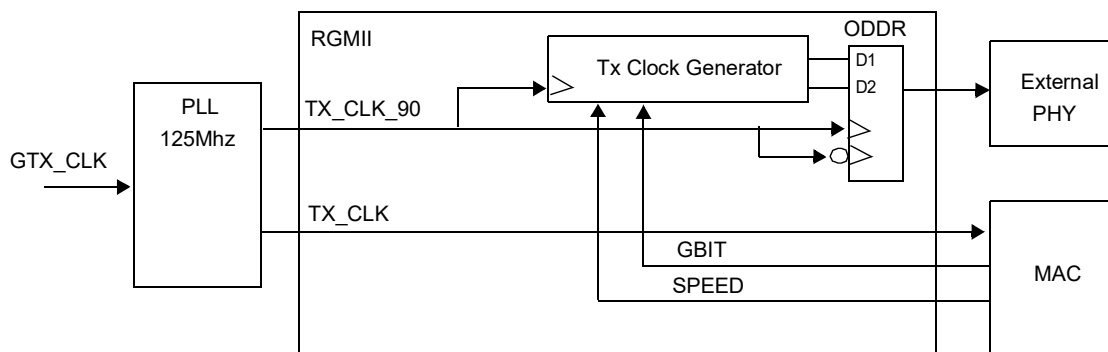 RGMII
ODDR
Tx Clock Generator
D1
D2
External
PHY
PLL
125Mhz
TX_CLK_90
GTX_CLK
TX_CLK
GBIT
SPEED
MAC